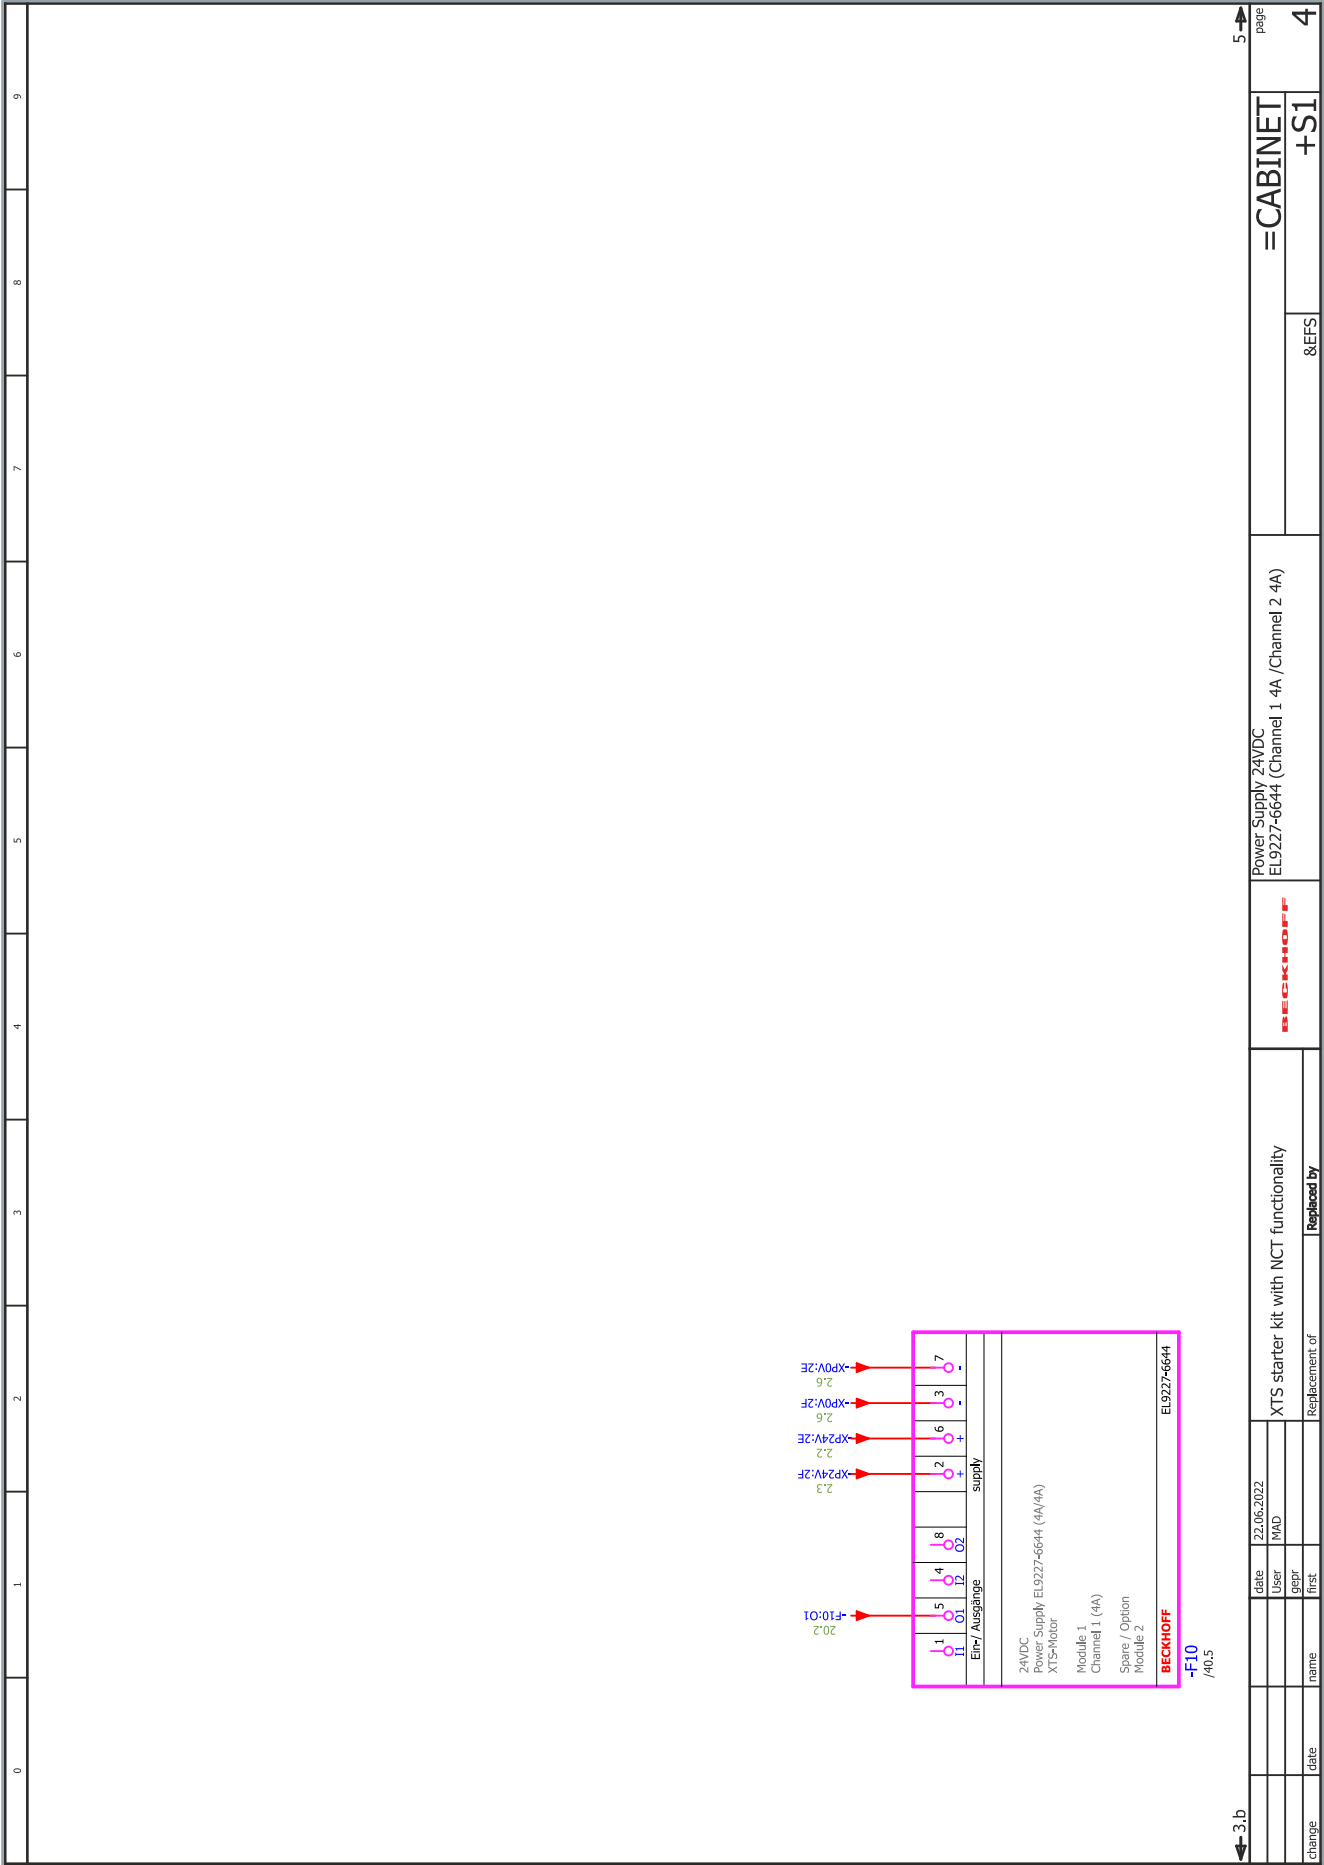 0
1
2
3
4
5
6
7
8
9
-F10:O1
20.2
-XP24V:2F
2.3
-XP24V:2E
2.2
-XP0V:2F
2.6
-XP0V:2E
2.6
1
5
4
8
2
6
3
7
I1
O1
I2
O2
+
+
-
-
Ein-/ Ausgänge
supply
24VDC
Power Supply EL9227-6644 (4A/4A)
XTS-Motor
Module 1
Channel 1 (4A)
Spare / Option
Module 2
BECKHOFF
EL9227-6644
-F10
/40.5
3.b
5
change
date
name
date
22.06.2022
User
MAD
gepr
first
XTS starter kit with NCT functionality
Replacement of
Replaced by
BECKHOFF
Power Supply 24VDC
EL9227-6644 (Channel 1 4A /Channel 2 4A)
=CABINET
+S1
&EFS
page
4